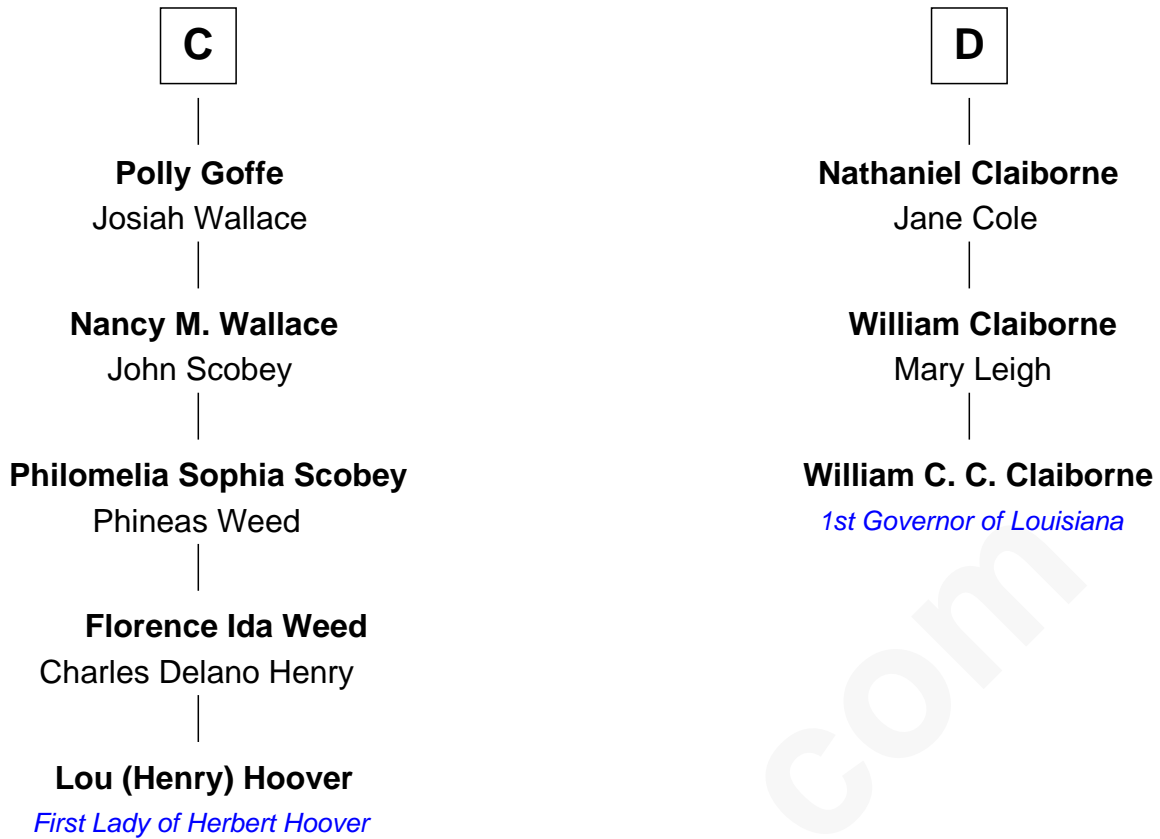 C
Polly Goffe
Josiah Wallace
Nancy M. Wallace
John Scobey
Philomelia Sophia Scobey
Phineas Weed
Florence Ida Weed
Charles Delano Henry
Lou (Henry) Hoover
First Lady of Herbert Hoover
D
Nathaniel Claiborne
Jane Cole
William Claiborne
Mary Leigh
William C. C. Claiborne
1st Governor of Louisiana
com